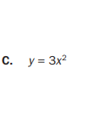 C. y = 3x²